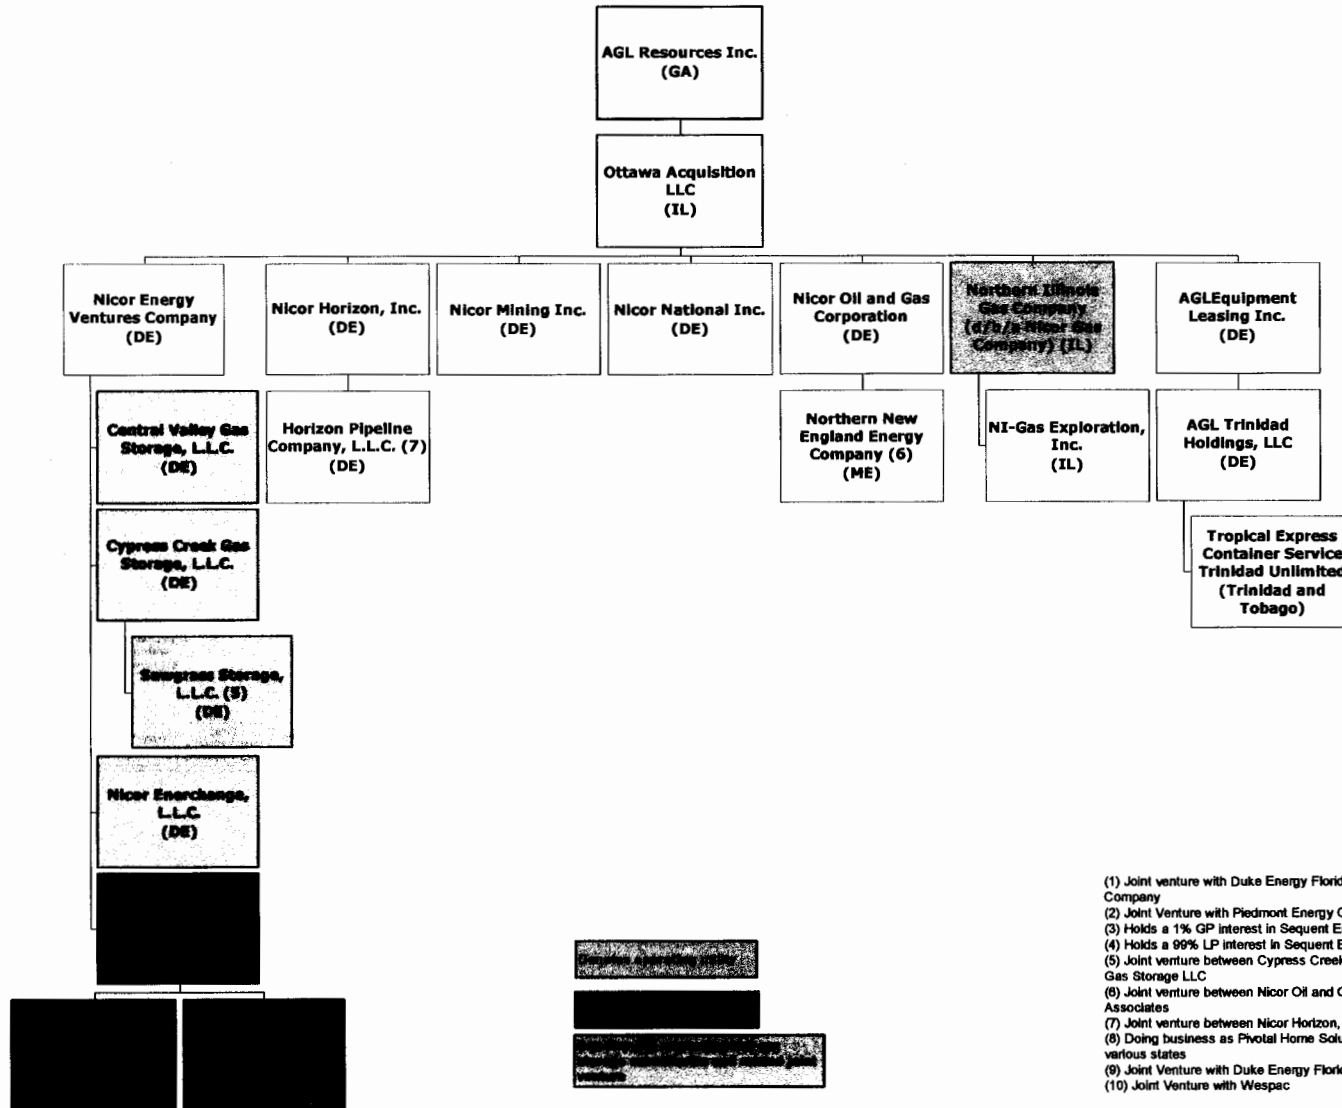 AGL Resources Inc.
(GA)
Ottawa Acquisition
LLC
(IL)
Nicor Energy
Ventures Company
(DE)
Nicor Horizon, Inc.
(DE)
Nicor Mining Inc.
(DE)
Nicor National Inc.
(DE)
Nicor Oil and Gas
Corporation
(DE)
Northern Illinois
Gas Company
(d/b/a Nicor Gas
Company) (IL)
AGLEquipment
Leasing Inc.
(DE)
Central Valley Gas
Storage, L.L.C.
(DE)
Horizon Pipeline
Company, L.L.C. (7)
(DE)
Northern New
England Energy
Company (6)
(ME)
NI-Gas Exploration,
Inc.
(IL)
AGL Trinidad
Holdings, LLC
(DE)
Cypress Creek Gas
Storage, L.L.C.
(DE)
Tropical Express
Container Service
Trinidad Unlimited
(Trinidad and
Tobago)
Sawgrass Storage,
L.L.C. (5)
(DE)
Nicor Enerchange,
L.L.C.
(DE)
Denotes operating utility
(1) Joint venture with Duke Energy Florid
Company
(2) Joint Venture with Piedmont Energy C
(3) Holds a 1% GP interest in Sequent E
(4) Holds a 99% LP interest in Sequent E
(5) Joint venture between Cypress Creek
Gas Storage LLC
(6) Joint venture between Nicor Oil and G
Associates
(7) Joint venture between Nicor Horizon,
(8) Doing business as Pivotal Home Solu
various states
(9) Joint Venture with Duke Energy Florid
(10) Joint Venture with Wespac